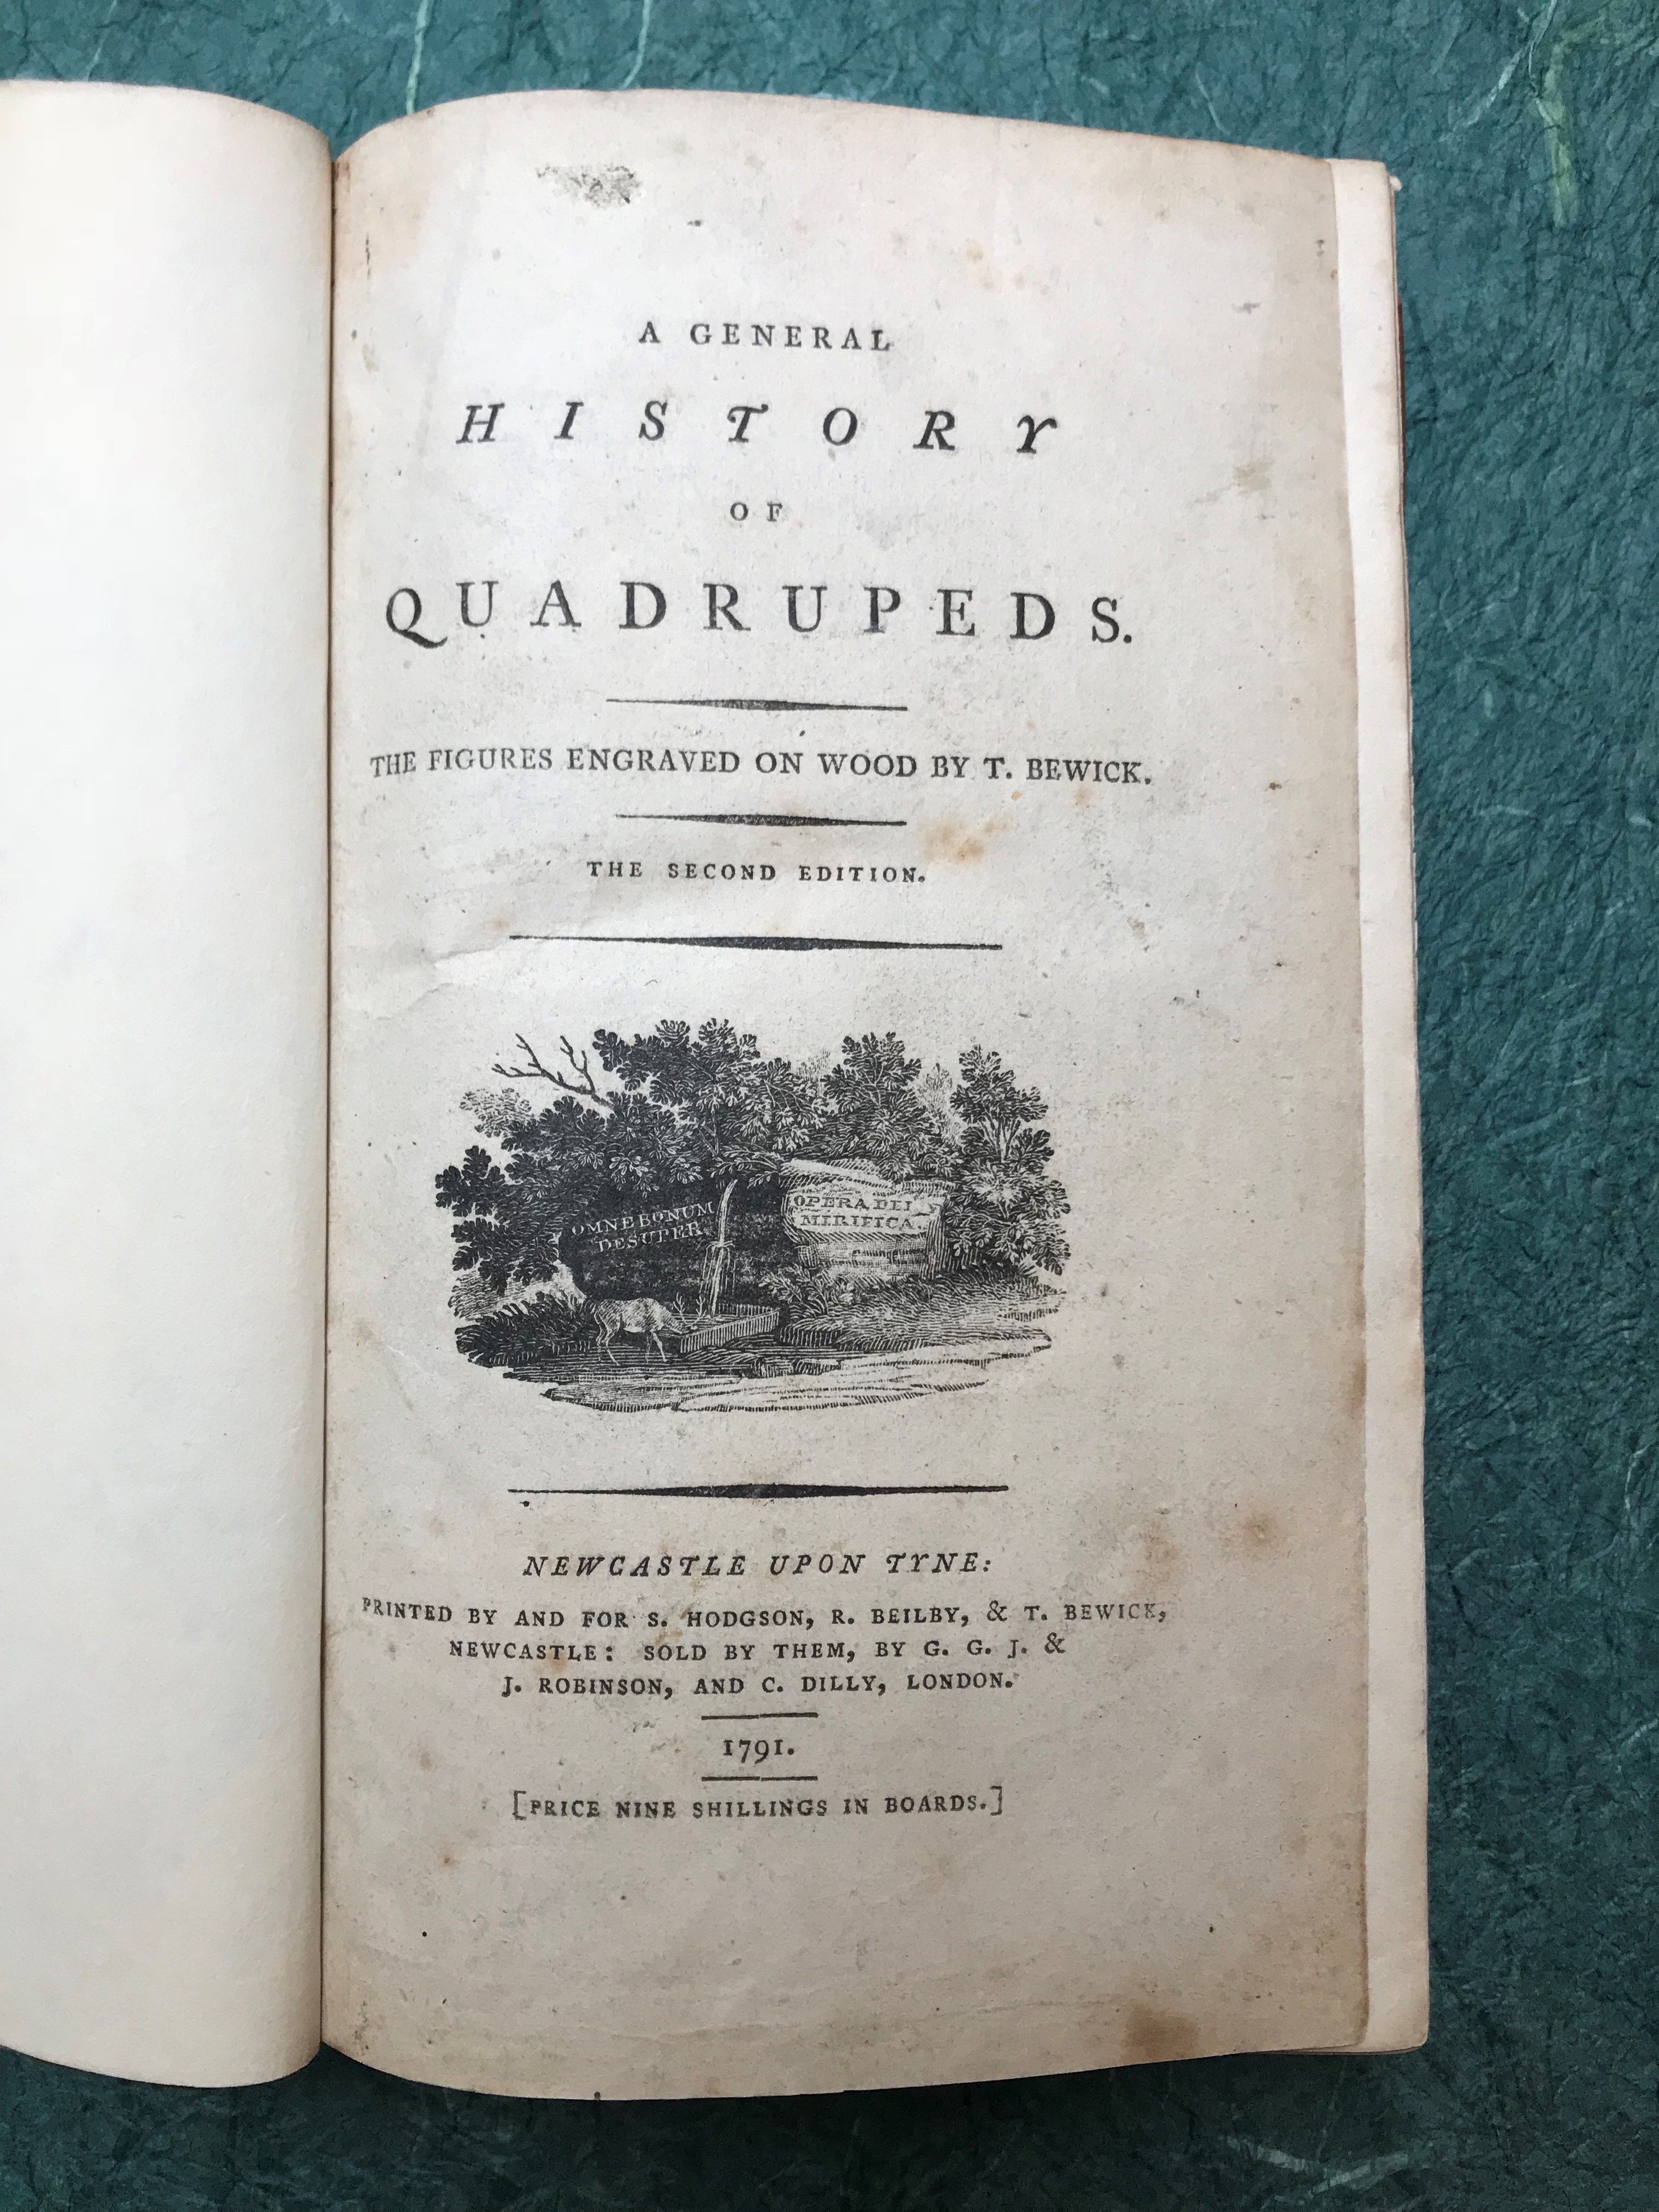 A GENERAL
HISTORY
OF
QUADRUPEDS.
THE FIGURES ENGRAVED ON WOOD BY T. BEWICK.
THE SECOND EDITION.
OMNE BONUM
DESUPER
OPERA DEI
MIRIFICA.
NEWCASTLE UPON TYNE:
PRINTED BY AND FOR S. HODGSON, R. BEILBY, & T. BEWICK,
NEWCASTLE: SOLD BY THEM, BY G. G. J. &
J. ROBINSON, AND C. DILLY, LONDON.
1791.
[PRICE NINE SHILLINGS IN BOARDS.]